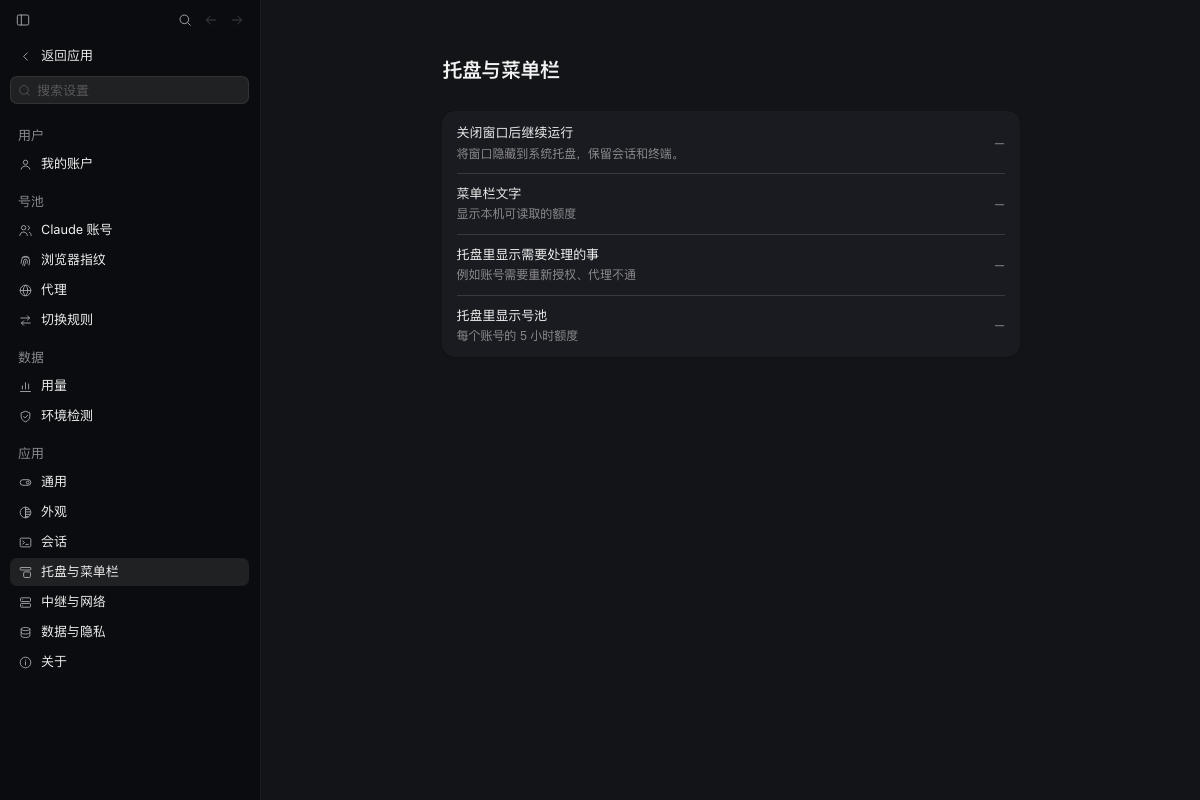 返回应用
搜索设置
用户
我的账户
号池
Claude 账号
浏览器指纹
代理
切换规则
数据
用量
环境检测
应用
通用
外观
会话
托盘与菜单栏
中继与网络
数据与隐私
关于
托盘与菜单栏
关闭窗口后继续运行
将窗口隐藏到系统托盘，保留会话和终端。
—
菜单栏文字
显示本机可读取的额度
—
托盘里显示需要处理的事
例如账号需要重新授权、代理不通
—
托盘里显示号池
每个账号的 5 小时额度
—